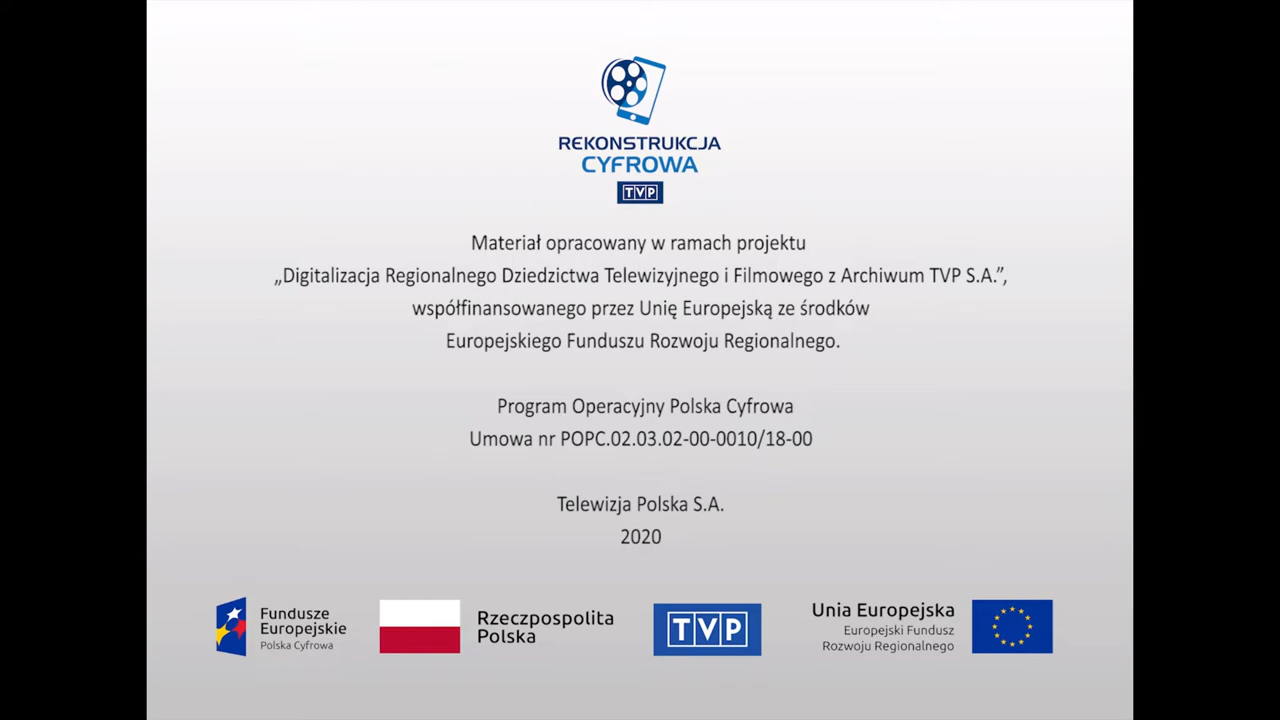 REKONSTRUKCJA
CYFROWA
TVP
Materiał opracowany w ramach projektu
„Digitalizacja Regionalnego Dziedzictwa Telewizyjnego i Filmowego z Archiwum TVP S.A.”,
współfinansowanego przez Unię Europejską ze środków
Europejskiego Funduszu Rozwoju Regionalnego.
Program Operacyjny Polska Cyfrowa
Umowa nr POPC.02.03.02-00-0010/18-00
Telewizja Polska S.A.
2020
Fundusze
Europejskie
Polska Cyfrowa
Rzeczpospolita
Polska
TVP
Unia Europejska
Europejski Fundusz
Rozwoju Regionalnego